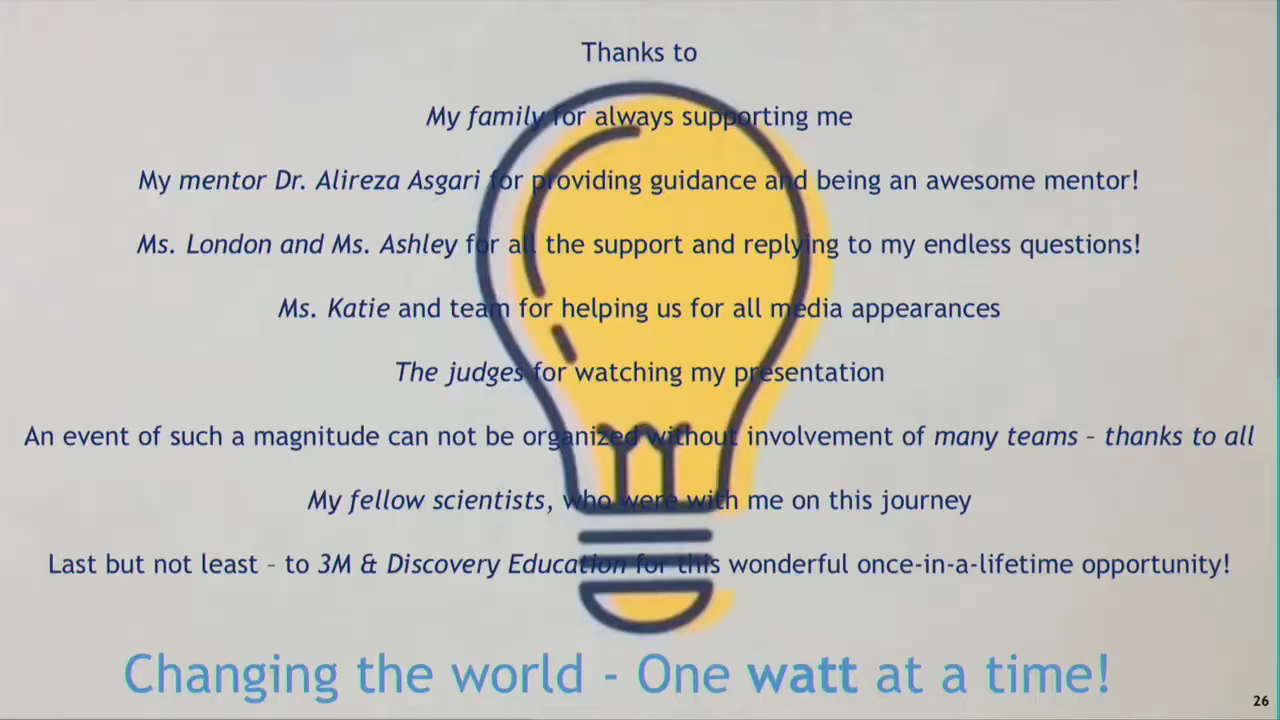 Thanks to
My family for always supporting me
My mentor Dr. Alireza Asgari for providing guidance and being an awesome mentor!
Ms. London and Ms. Ashley for all the support and replying to my endless questions!
Ms. Katie and team for helping us for all media appearances
The judges for watching my presentation
An event of such a magnitude can not be organized without involvement of many teams – thanks to all
My fellow scientists, who were with me on this journey
Last but not least – to 3M & Discovery Education for this wonderful once-in-a-lifetime opportunity!
Changing the world - One watt at a time!
26